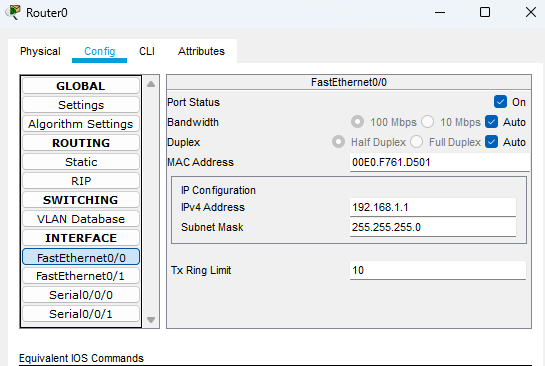 Router0
Physical Config CLI Attributes
GLOBAL
Settings
Algorithm Settings
ROUTING
Static
RIP
SWITCHING
VLAN Database
INTERFACE
FastEthernet0/0
FastEthernet0/1
Serial0/0/0
Serial0/0/1
FastEthernet0/0
Port Status On
Bandwidth 100 Mbps 10 Mbps Auto
Duplex Half Duplex Full Duplex Auto
MAC Address 00E0.F761.D501
IP Configuration
IPv4 Address 192.168.1.1
Subnet Mask 255.255.255.0
Tx Ring Limit 10
Equivalent IOS Commands